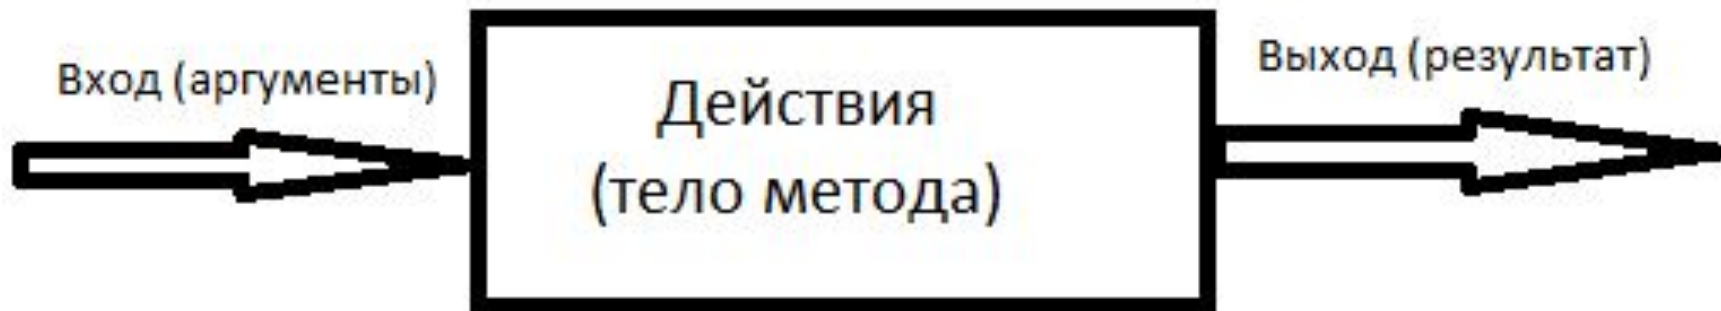 Вход (аргументы)
Действия
(тело метода)
Выход (результат)